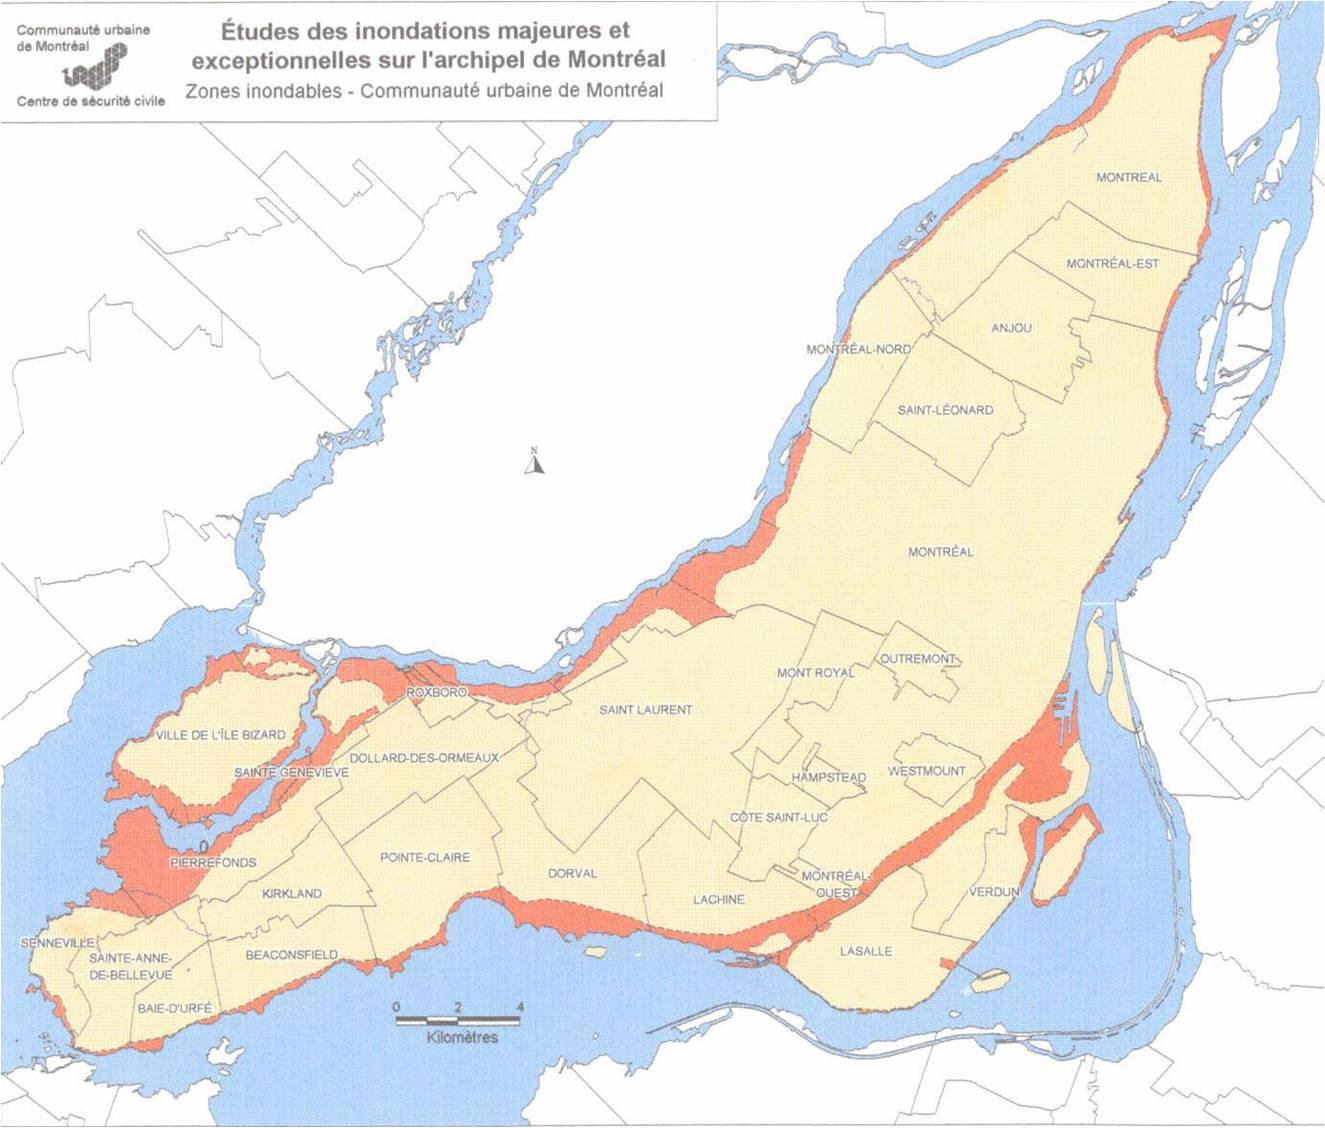 Communauté urbaine
de Montréal
Centre de sécurité civile
Études des inondations majeures et
exceptionnelles sur l'archipel de Montréal
Zones inondables - Communauté urbaine de Montréal
MONTREAL
MONTRÉAL-EST
ANJOU
MONTRÉAL-NORD
SAINT-LÉONARD
N
MONTRÉAL
OUTREMONT
MONT ROYAL
ROXBORO
SAINT LAURENT
VILLE DE L'ÎLE BIZARD
DOLLARD-DES-ORMEAUX
SAINTE GENEVIEVE
HAMPSTEAD
WESTMOUNT
CÔTE SAINT-LUC
0
PIERREFONDS
POINTE-CLAIRE
DORVAL
MONTRÉAL-
OUEST
KIRKLAND
LACHINE
VERDUN
SENNEVILLE
SAINTE-ANNE-
DE-BELLEVUE
BEACONSFIELD
LASALLE
BAIE-D'URFÉ
0 2 4
Kilomètres